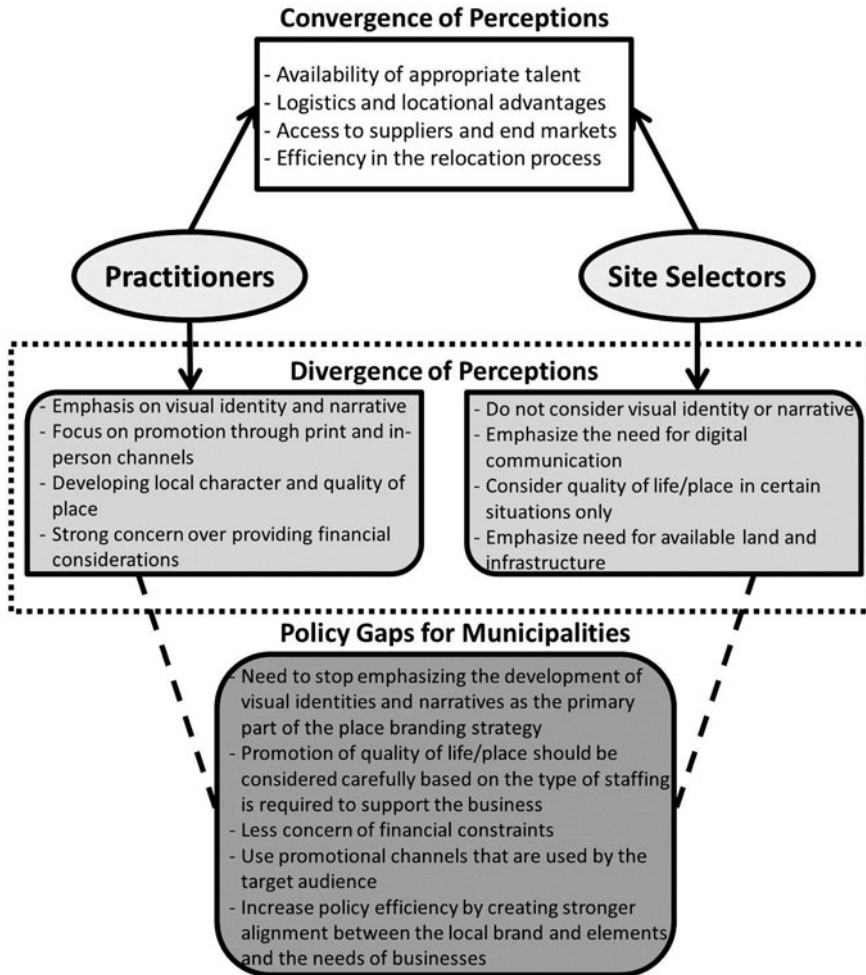 Convergence of Perceptions
- Availability of appropriate talent
- Logistics and locational advantages
- Access to suppliers and end markets
- Efficiency in the relocation process
Practitioners
Site Selectors
Divergence of Perceptions
- Emphasis on visual identity and narrative
- Focus on promotion through print and in-
person channels
- Developing local character and quality of
place
- Strong concern over providing financial
considerations
- Do not consider visual identity or narrative
- Emphasize the need for digital
communication
- Consider quality of life/place in certain
situations only
- Emphasize need for available land and
infrastructure
Policy Gaps for Municipalities
- Need to stop emphasizing the development of
visual identities and narratives as the primary
part of the place branding strategy
- Promotion of quality of life/place should be
considered carefully based on the type of staffing
is required to support the business
- Less concern of financial constraints
- Use promotional channels that are used by the
target audience
- Increase policy efficiency by creating stronger
alignment between the local brand and elements
and the needs of businesses